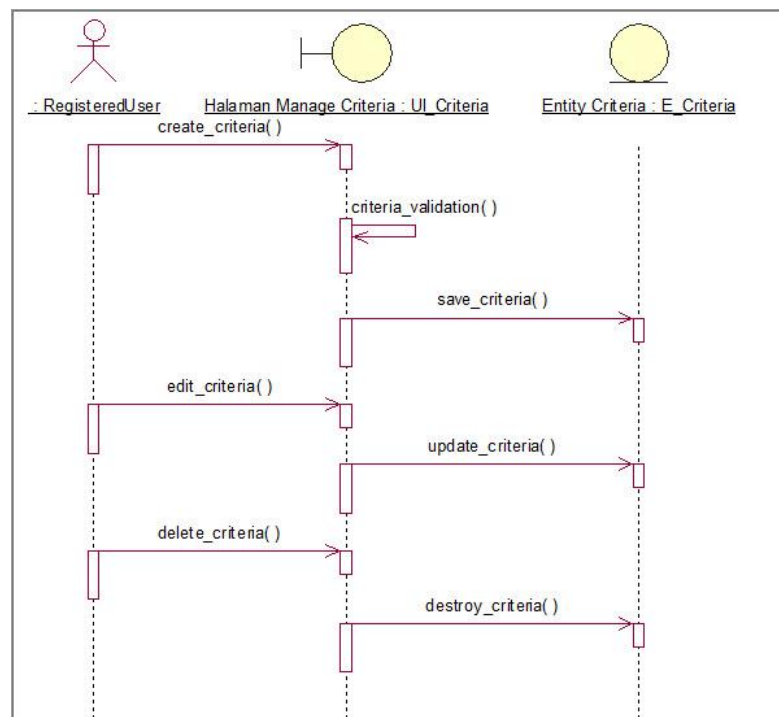 : RegisteredUser
Halaman Manage Criteria : UI_Criteria
Entity Criteria : E_Criteria
create_criteria( )
criteria_validation( )
save_criteria( )
edit_criteria( )
update_criteria( )
delete_criteria( )
destroy_criteria( )